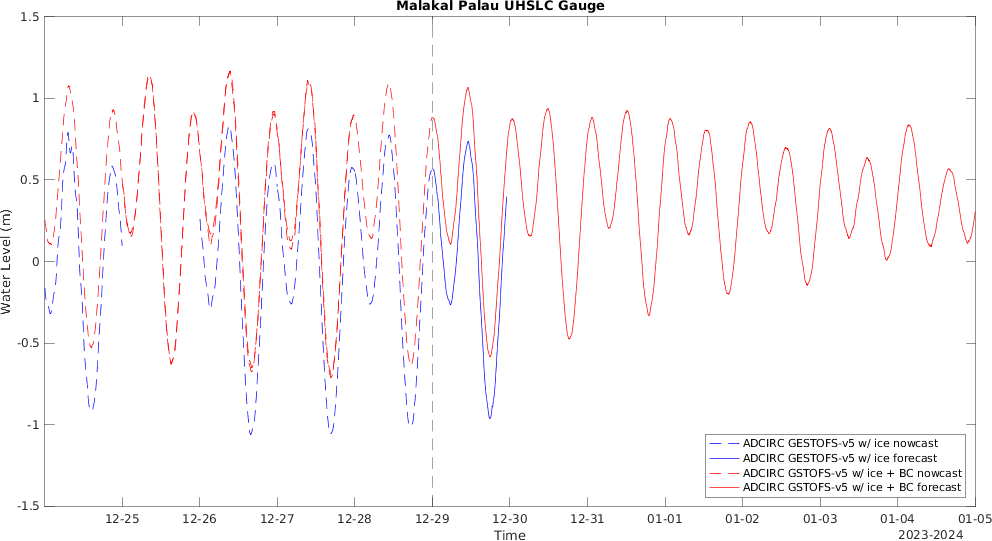 Malakal Palau UHSLC Gauge
1.5
1
0.5
0
-0.5
-1
-1.5
Water Level (m)
12-25 12-26 12-27 12-28 12-29 12-30 12-31 01-01 01-02 01-03 01-04 01-05
Time
2023-2024
ADCIRC GESTOFS-v5 w/ ice nowcast
ADCIRC GESTOFS-v5 w/ ice forecast
ADCIRC GSTOFS-v5 w/ ice + BC nowcast
ADCIRC GSTOFS-v5 w/ ice + BC forecast